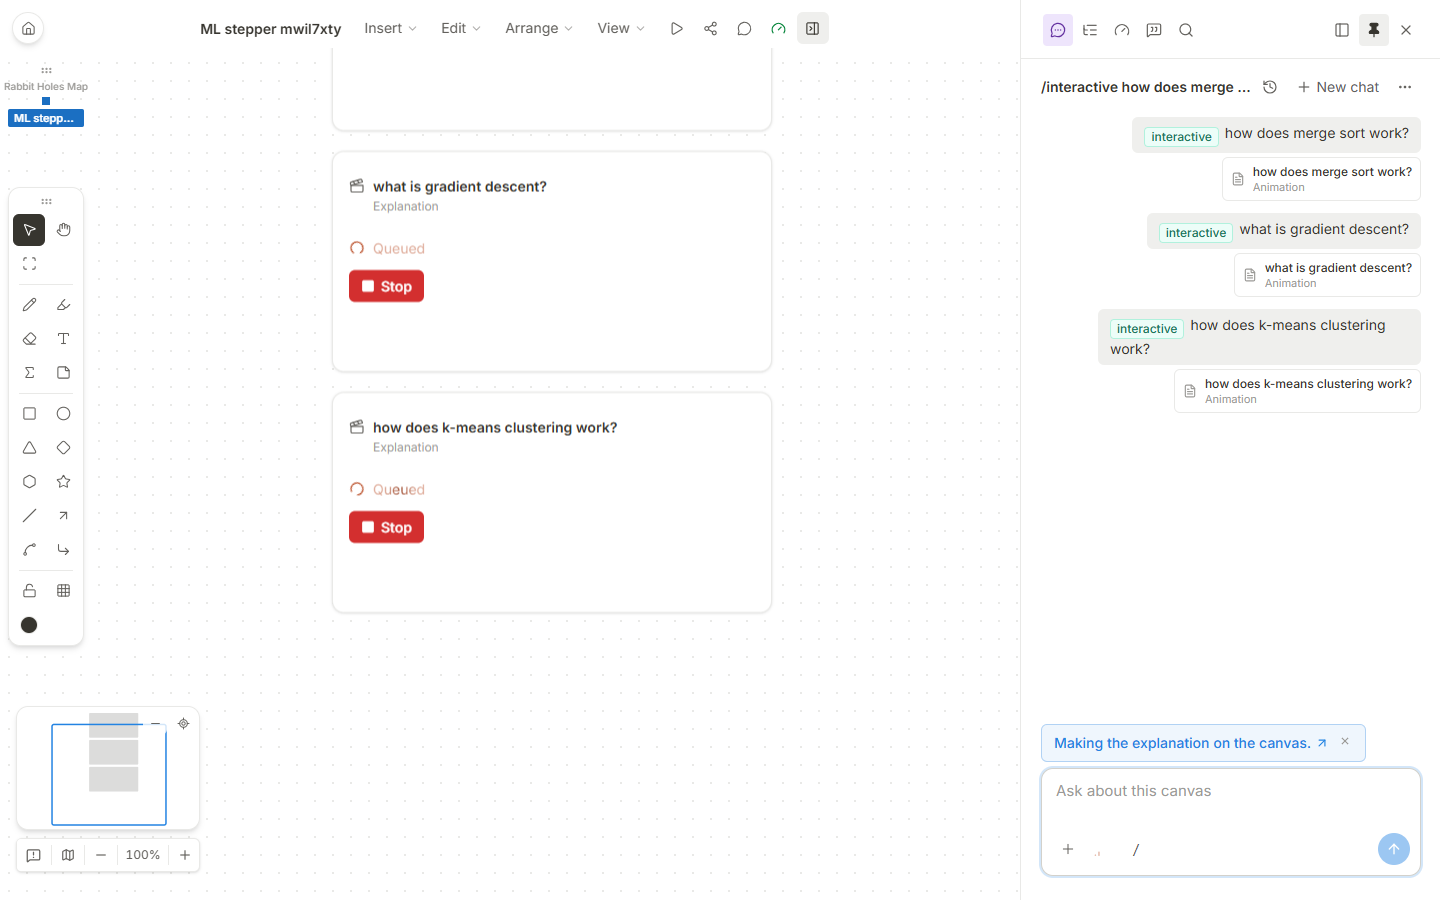 ML stepper mwil7xty
Insert
Edit
Arrange
View
Rabbit Holes Map
ML stepp...
what is gradient descent?
Explanation
Queued
Stop
how does k-means clustering work?
Explanation
Queued
Stop
100%
/interactive how does merge ...
New chat
interactive how does merge sort work?
how does merge sort work?
Animation
interactive what is gradient descent?
what is gradient descent?
Animation
interactive how does k-means clustering
work?
how does k-means clustering work?
Animation
Making the explanation on the canvas.
Ask about this canvas
/